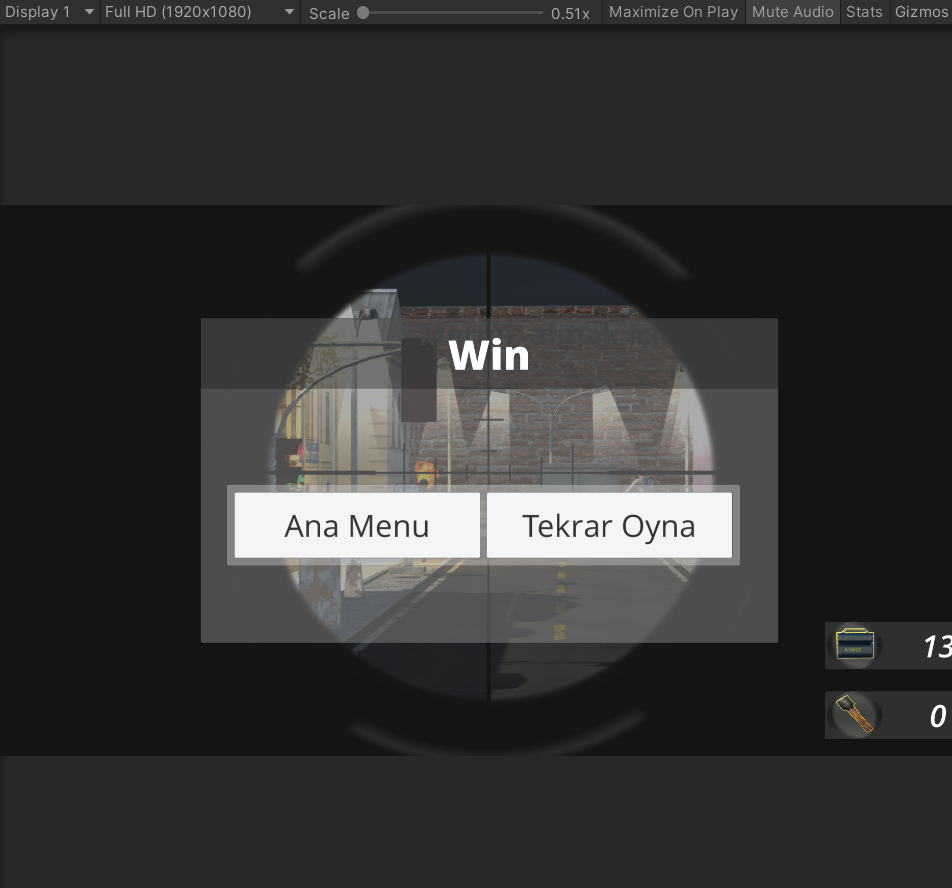 Display 1 Full HD (1920x1080) Scale 0.51x Maximize On Play Mute Audio Stats Gizmos
Win
Ana Menu Tekrar Oyna
AMMO 13
0